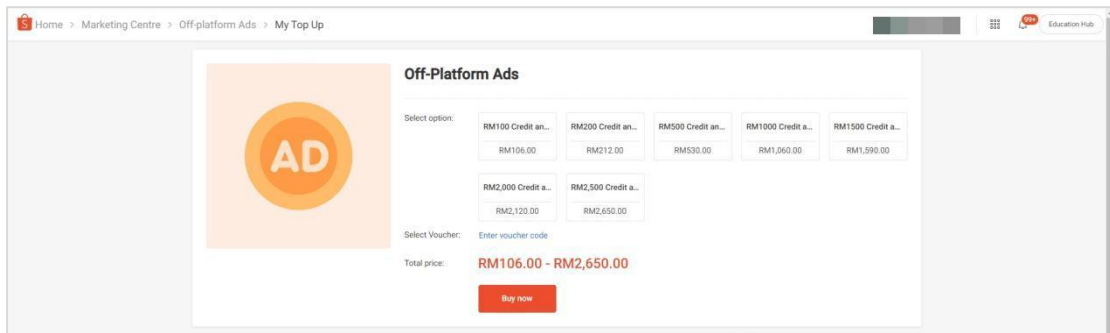 Home > Marketing Centre > Off-platform Ads > My Top Up
99+
Education Hub
AD
Off-Platform Ads
Select option:
RM100 Credit an... RM200 Credit an... RM500 Credit an... RM1000 Credit a... RM1500 Credit a...
RM106.00 RM212.00 RM530.00 RM1,060.00 RM1,590.00
RM2,000 Credit a... RM2,500 Credit a...
RM2,120.00 RM2,650.00
Select Voucher: Enter voucher code
Total price: RM106.00 - RM2,650.00
Buy now